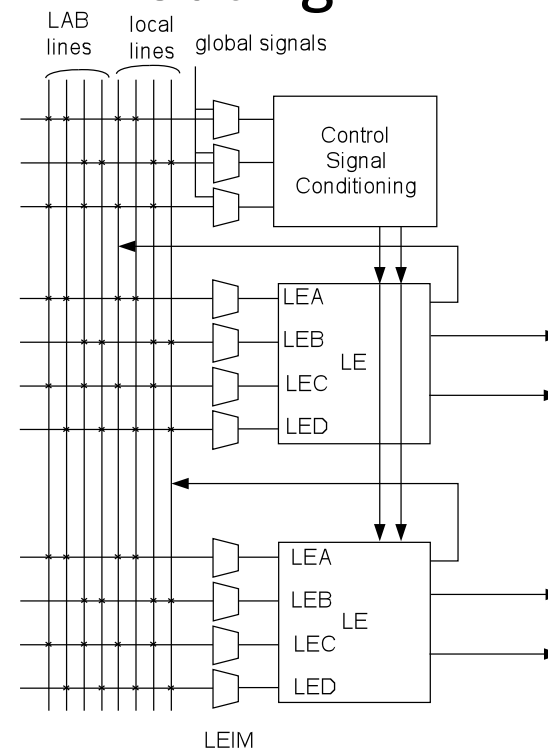 LAB
lines
local
lines
global signals
Control
Signal
Conditioning
LEA
LEB
LE
LEC
LED
LEA
LEB
LE
LEC
LED
LEIM